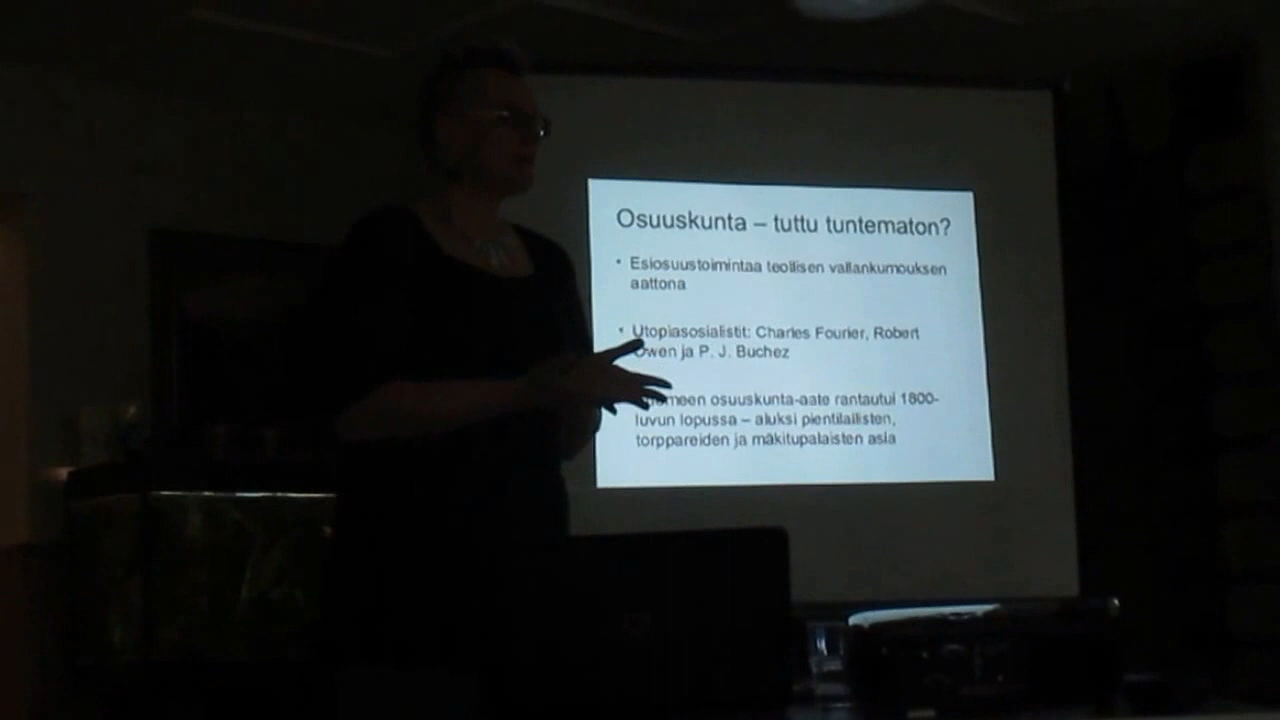 Osuuskunta – tuttu tuntematon?
• Esiosuustoimintaa teollisen vallankumouksen
aattona
• Utopiasosialistit: Charles Fourier, Robert
Owen ja P. J. Buchez
osuuskunta-aate rantautui 1800-
luvun lopussa – aluksi pientilallisten,
torppareiden ja mäkitupalaisten asia